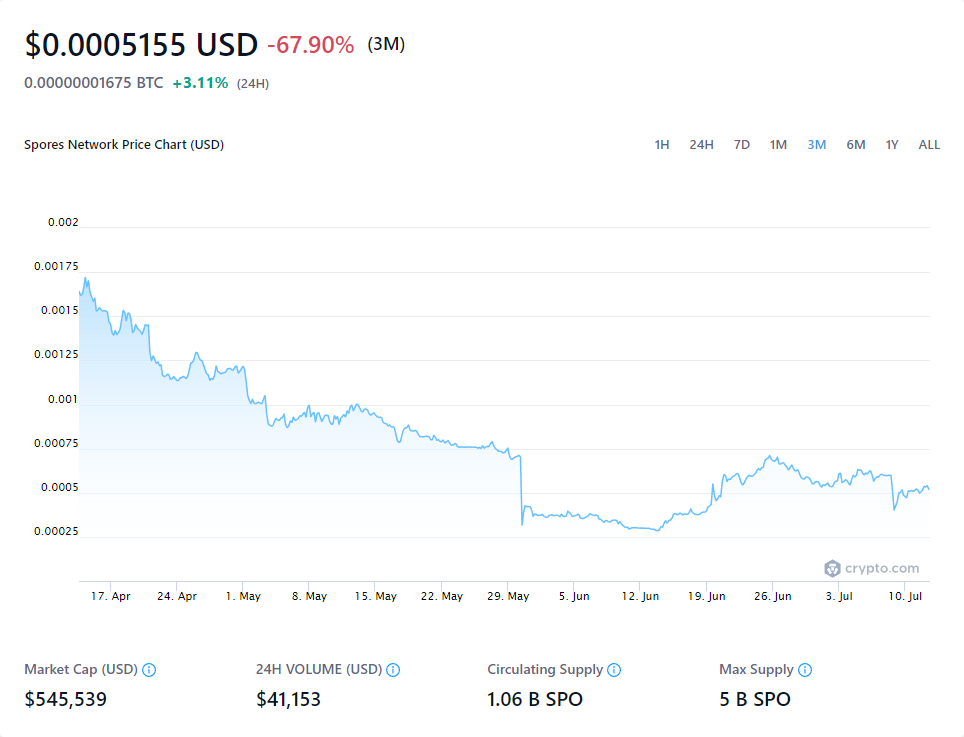 $0.0005155 USD -67.90% (3M)
0.00000001675 BTC +3.11% (24H)
Spores Network Price Chart (USD)
1H 24H 7D 1M 3M 6M 1Y ALL
0.002
0.00175
0.0015
0.00125
0.001
0.00075
0.0005
0.00025
crypto.com
17. Apr 24. Apr 1. May 8. May 15. May 22. May 29. May 5. Jun 12. Jun 19. Jun 26. Jun 3. Jul 10. Jul
Market Cap (USD) 24H VOLUME (USD) Circulating Supply Max Supply
$545,539 $41,153 1.06 B SPO 5 B SPO